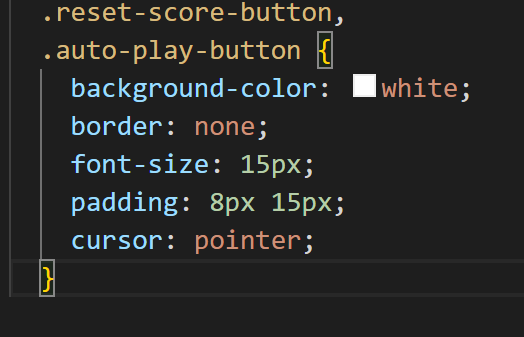 .reset-score-button,
.auto-play-button {
background-color: white;
border: none;
font-size: 15px;
padding: 8px 15px;
cursor: pointer;
}